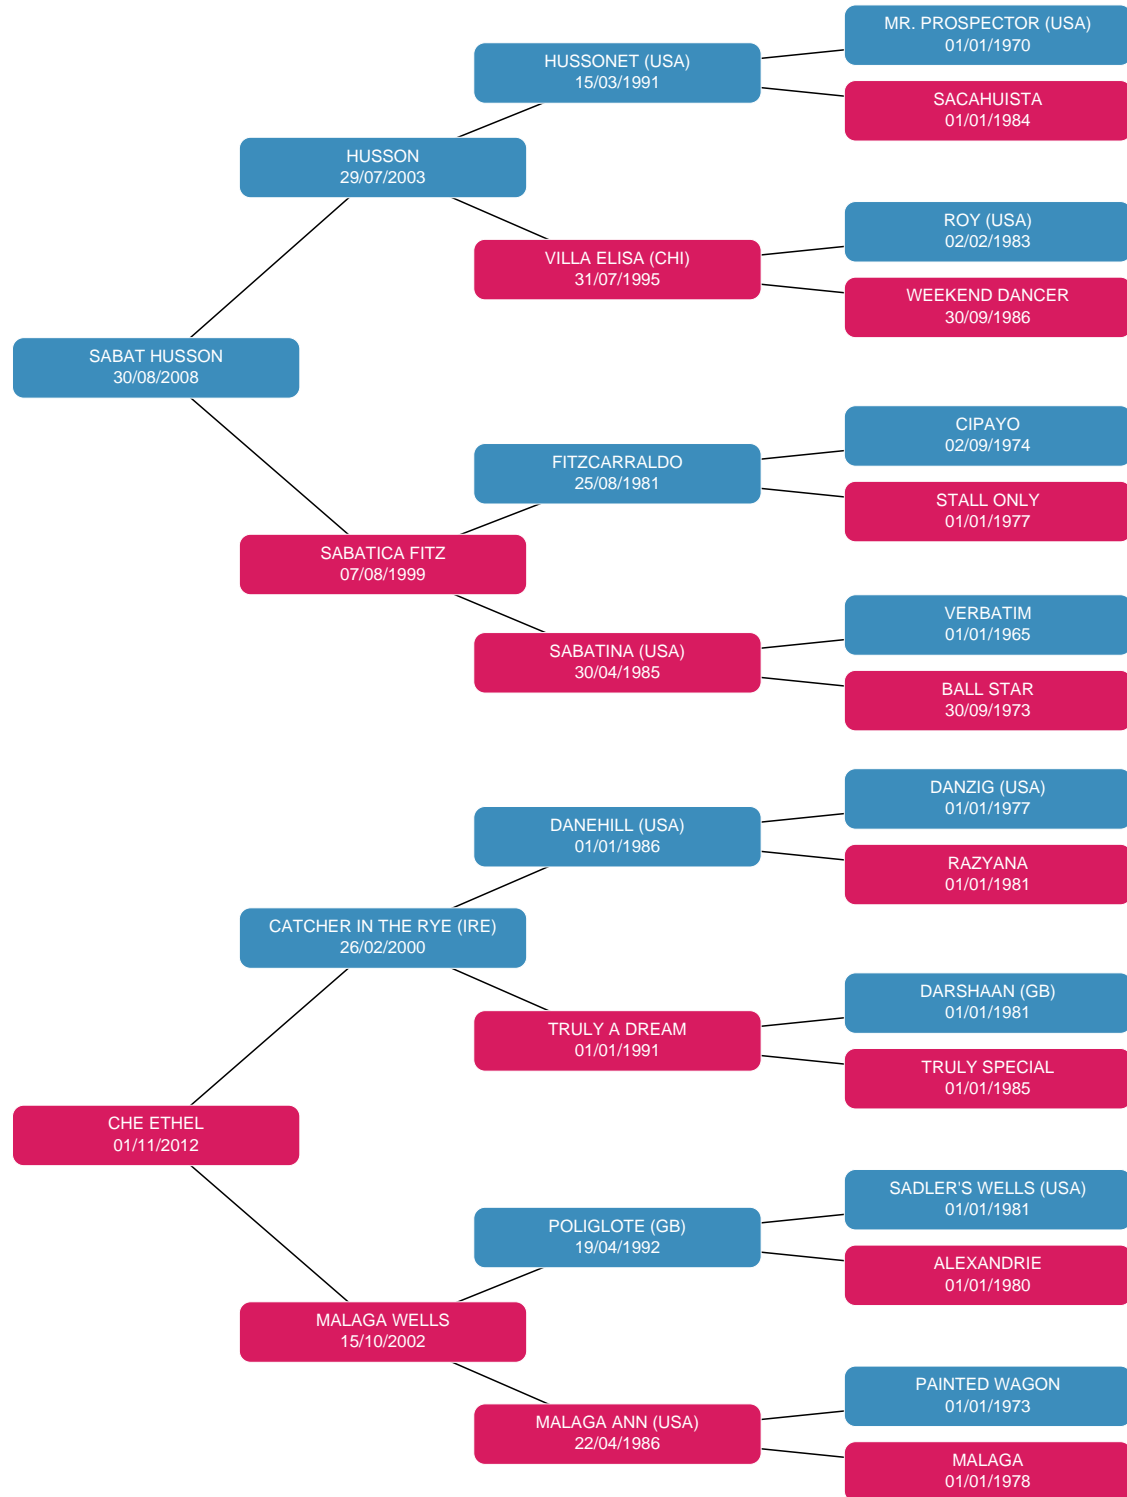 MR. PROSPECTOR (USA)
01/01/1970
HUSSONET (USA)
15/03/1991
SACAHUISTA
01/01/1984
HUSSON
29/07/2003
ROY (USA)
02/02/1983
VILLA ELISA (CHI)
31/07/1995
WEEKEND DANCER
30/09/1986
SABAT HUSSON
30/08/2008
CIPAYO
02/09/1974
FITZCARRALDO
25/08/1981
STALL ONLY
01/01/1977
SABATICA FITZ
07/08/1999
VERBATIM
01/01/1965
SABATINA (USA)
30/04/1985
BALL STAR
30/09/1973
DANZIG (USA)
01/01/1977
DANEHILL (USA)
01/01/1986
RAZYANA
01/01/1981
CATCHER IN THE RYE (IRE)
26/02/2000
DARSHAAN (GB)
01/01/1981
TRULY A DREAM
01/01/1991
TRULY SPECIAL
01/01/1985
CHE ETHEL
01/11/2012
SADLER'S WELLS (USA)
01/01/1981
POLIGLOTE (GB)
19/04/1992
ALEXANDRIE
01/01/1980
MALAGA WELLS
15/10/2002
PAINTED WAGON
01/01/1973
MALAGA ANN (USA)
22/04/1986
MALAGA
01/01/1978